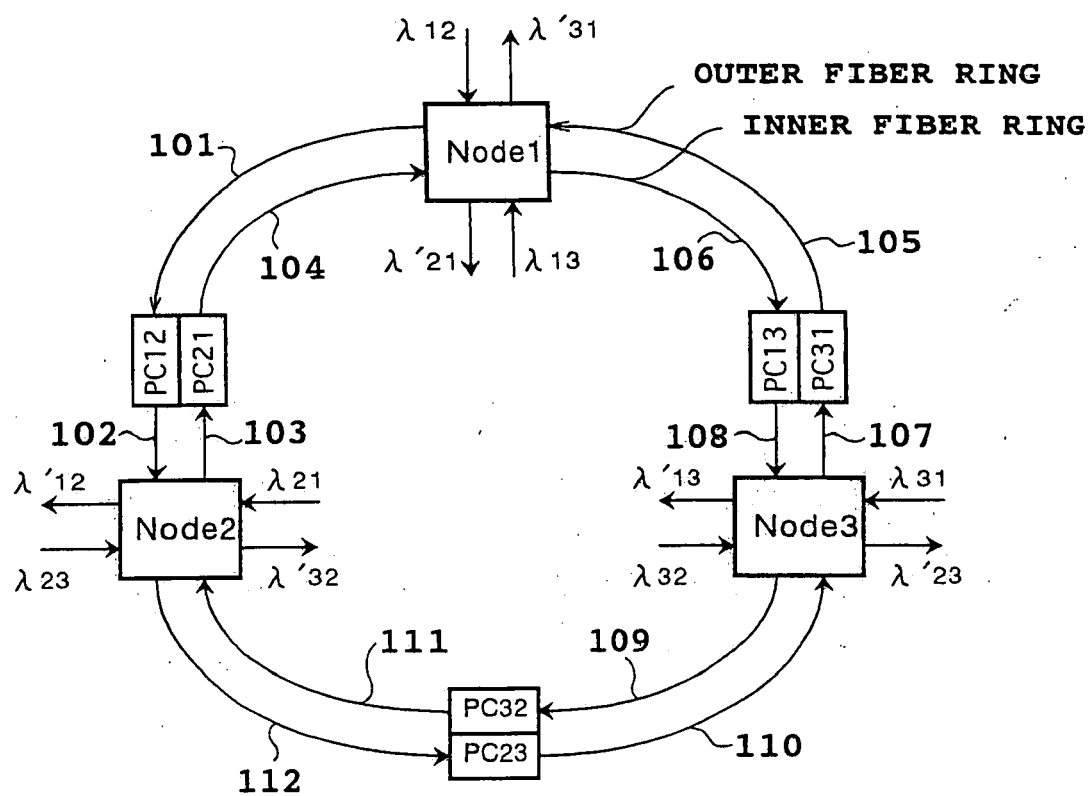 λ12
λ'31
OUTER FIBER RING
INNER FIBER RING
101
Node1
104
λ'21
λ13
106
105
PC12
PC21
PC13
PC31
102
103
108
107
λ'12
λ21
λ'13
λ31
Node2
Node3
λ23
λ'32
λ32
λ'23
111
109
PC32
PC23
112
110